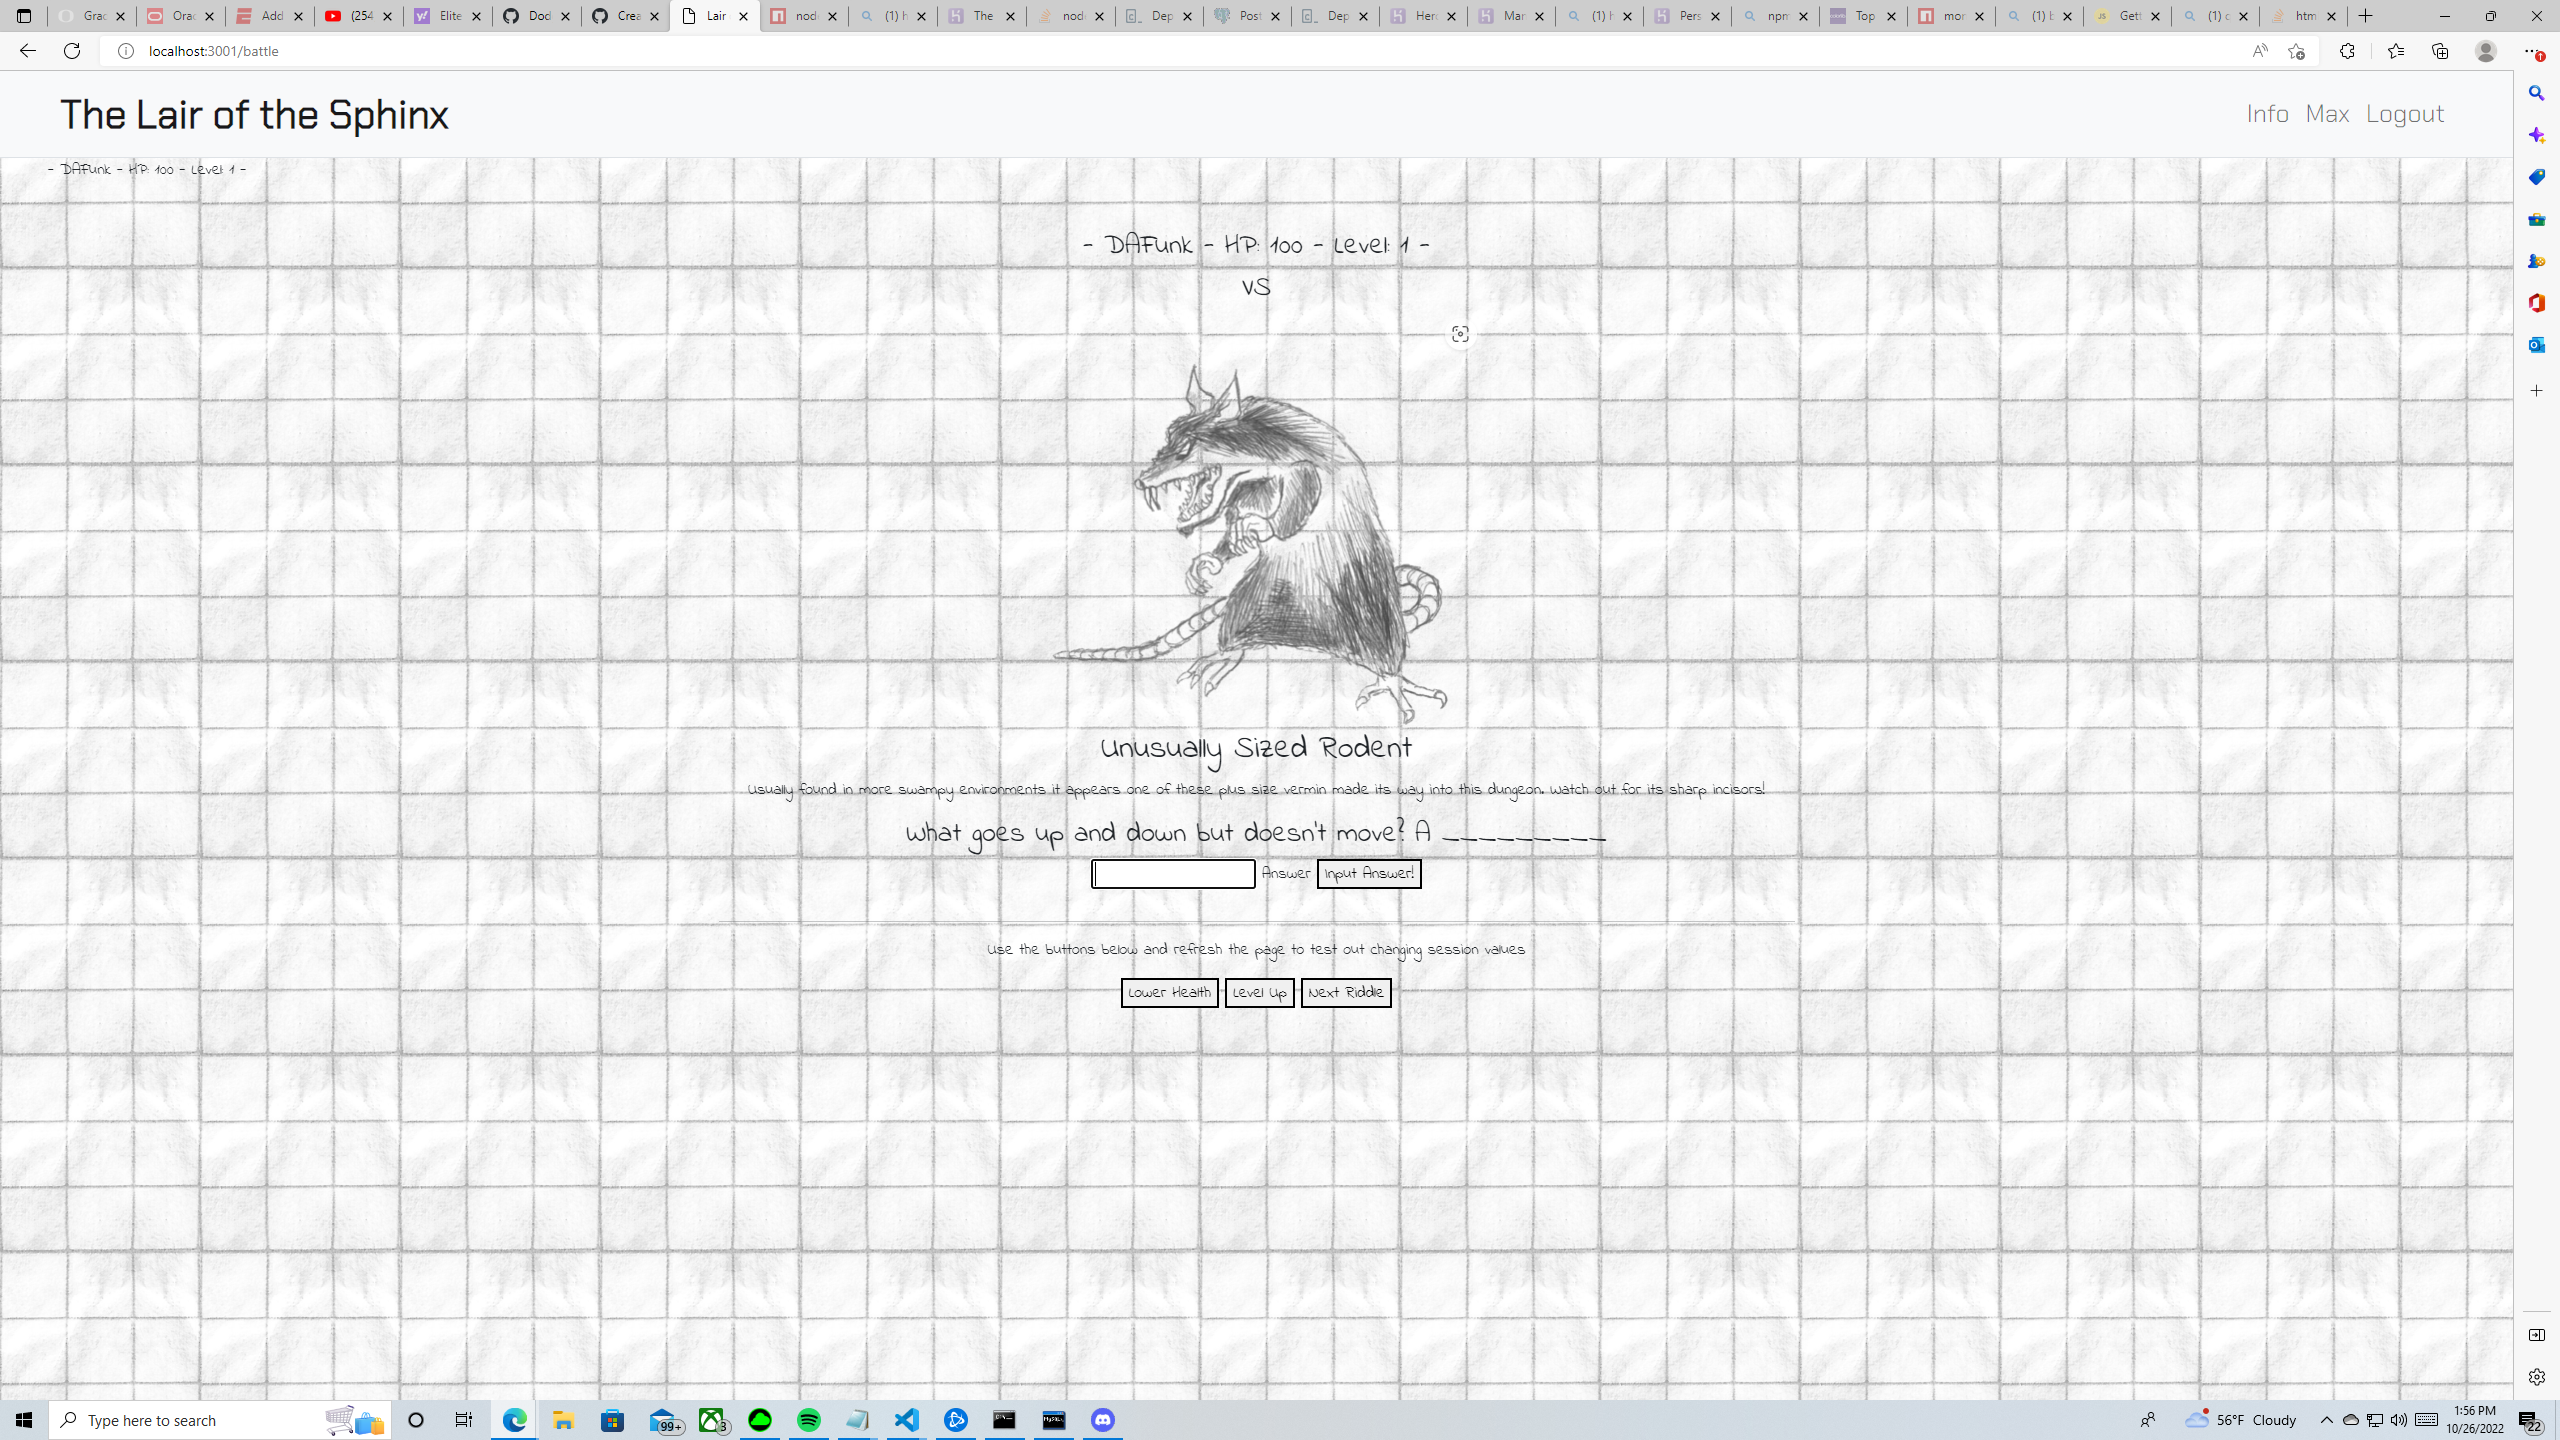 Grac
Orac
Add
(254
Elite
Dod
Crea
Lair
node
(1) h
The
node
Dep
Post
Dep
Hero
Mar
(1) h
Pers
npm
Top
mor
(1) b
Gett
(1) c
htm
localhost:3001/battle
The Lair of the Sphinx
Info Max Logout
- DAFunk - HP: 100 - Level: 1 -
- DAFunk - HP: 100 - Level: 1 -
VS
Unusually Sized Rodent
Usually found in more swampy environments it appears one of these plus size vermin made its way into this dungeon. Watch out for its sharp incisors!
What goes up and down but doesn't move? A _________
Answer Input Answer!
Use the buttons below and refresh the page to test out changing session values
Lower Health Level Up Next Riddle
Type here to search
99+
3
56°F Cloudy
1:56 PM
10/26/2022
22